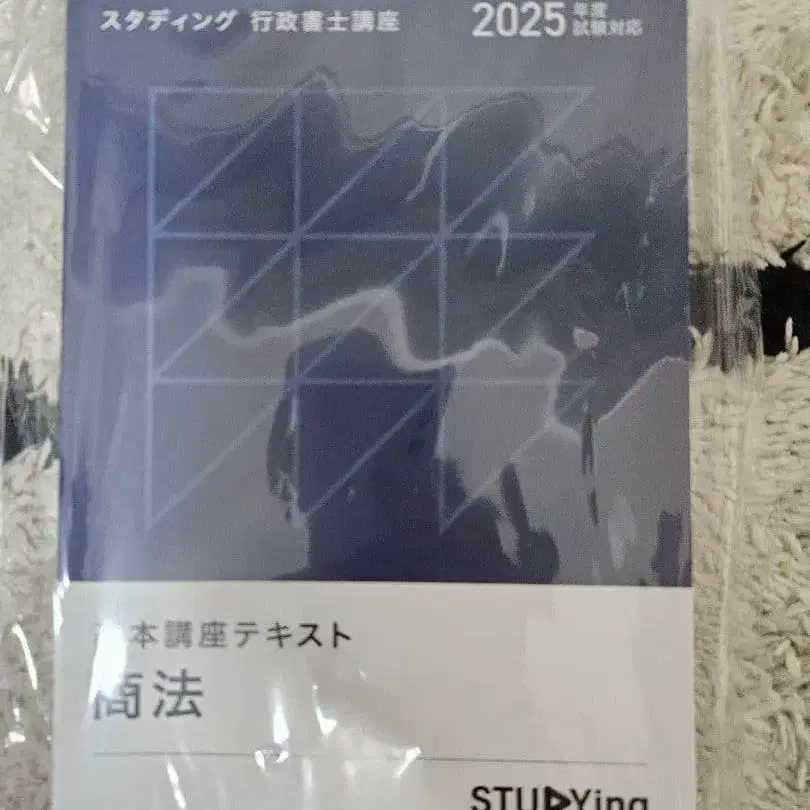 スタディング 行政書士講座
2025 年度
試験対応
基本講座テキスト
商法
STUDYing